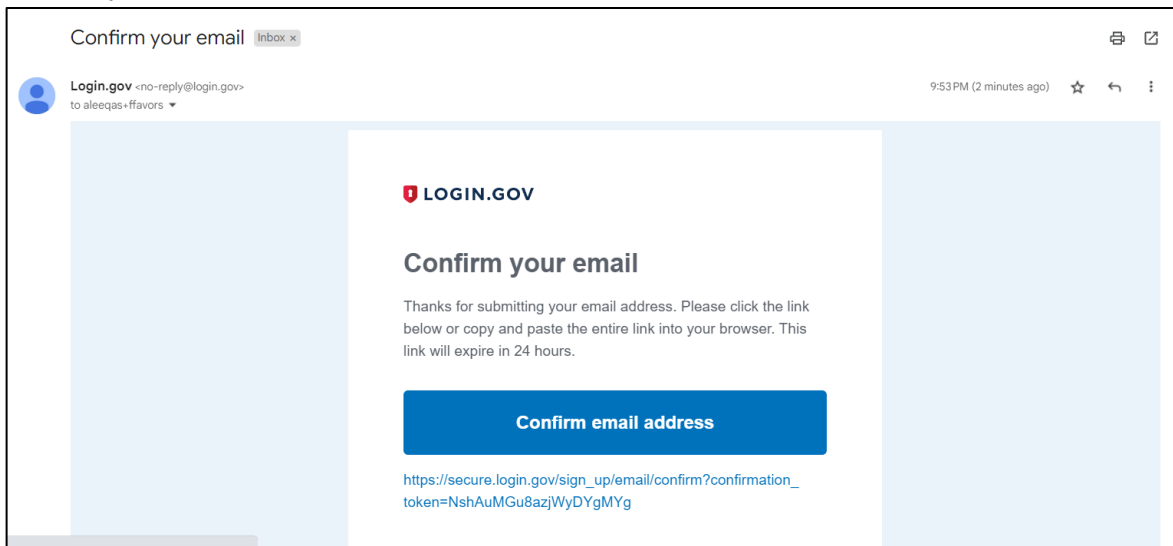 Confirm your email Inbox ×
Login.gov <no-reply@login.gov>
9:53 PM (2 minutes ago)
to aleeqas+ffavors
LOGIN.GOV
Confirm your email
Thanks for submitting your email address. Please click the link
below or copy and paste the entire link into your browser. This
link will expire in 24 hours.
Confirm email address
https://secure.login.gov/sign_up/email/confirm?confirmation_
token=NshAuMGu8azjWyDYgMYg